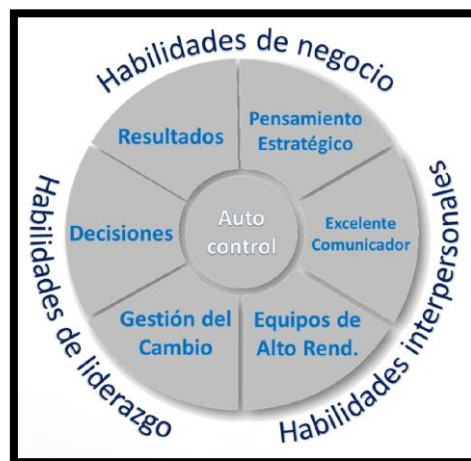 Habilidades de negocio
Resultados
Pensamiento
Estratégico
Decisiones
Auto
control
Excelente
Comunicador
Gestión del
Cambio
Equipos de
Alto Rend.
Habilidades de liderazgo
Habilidades interpersonales